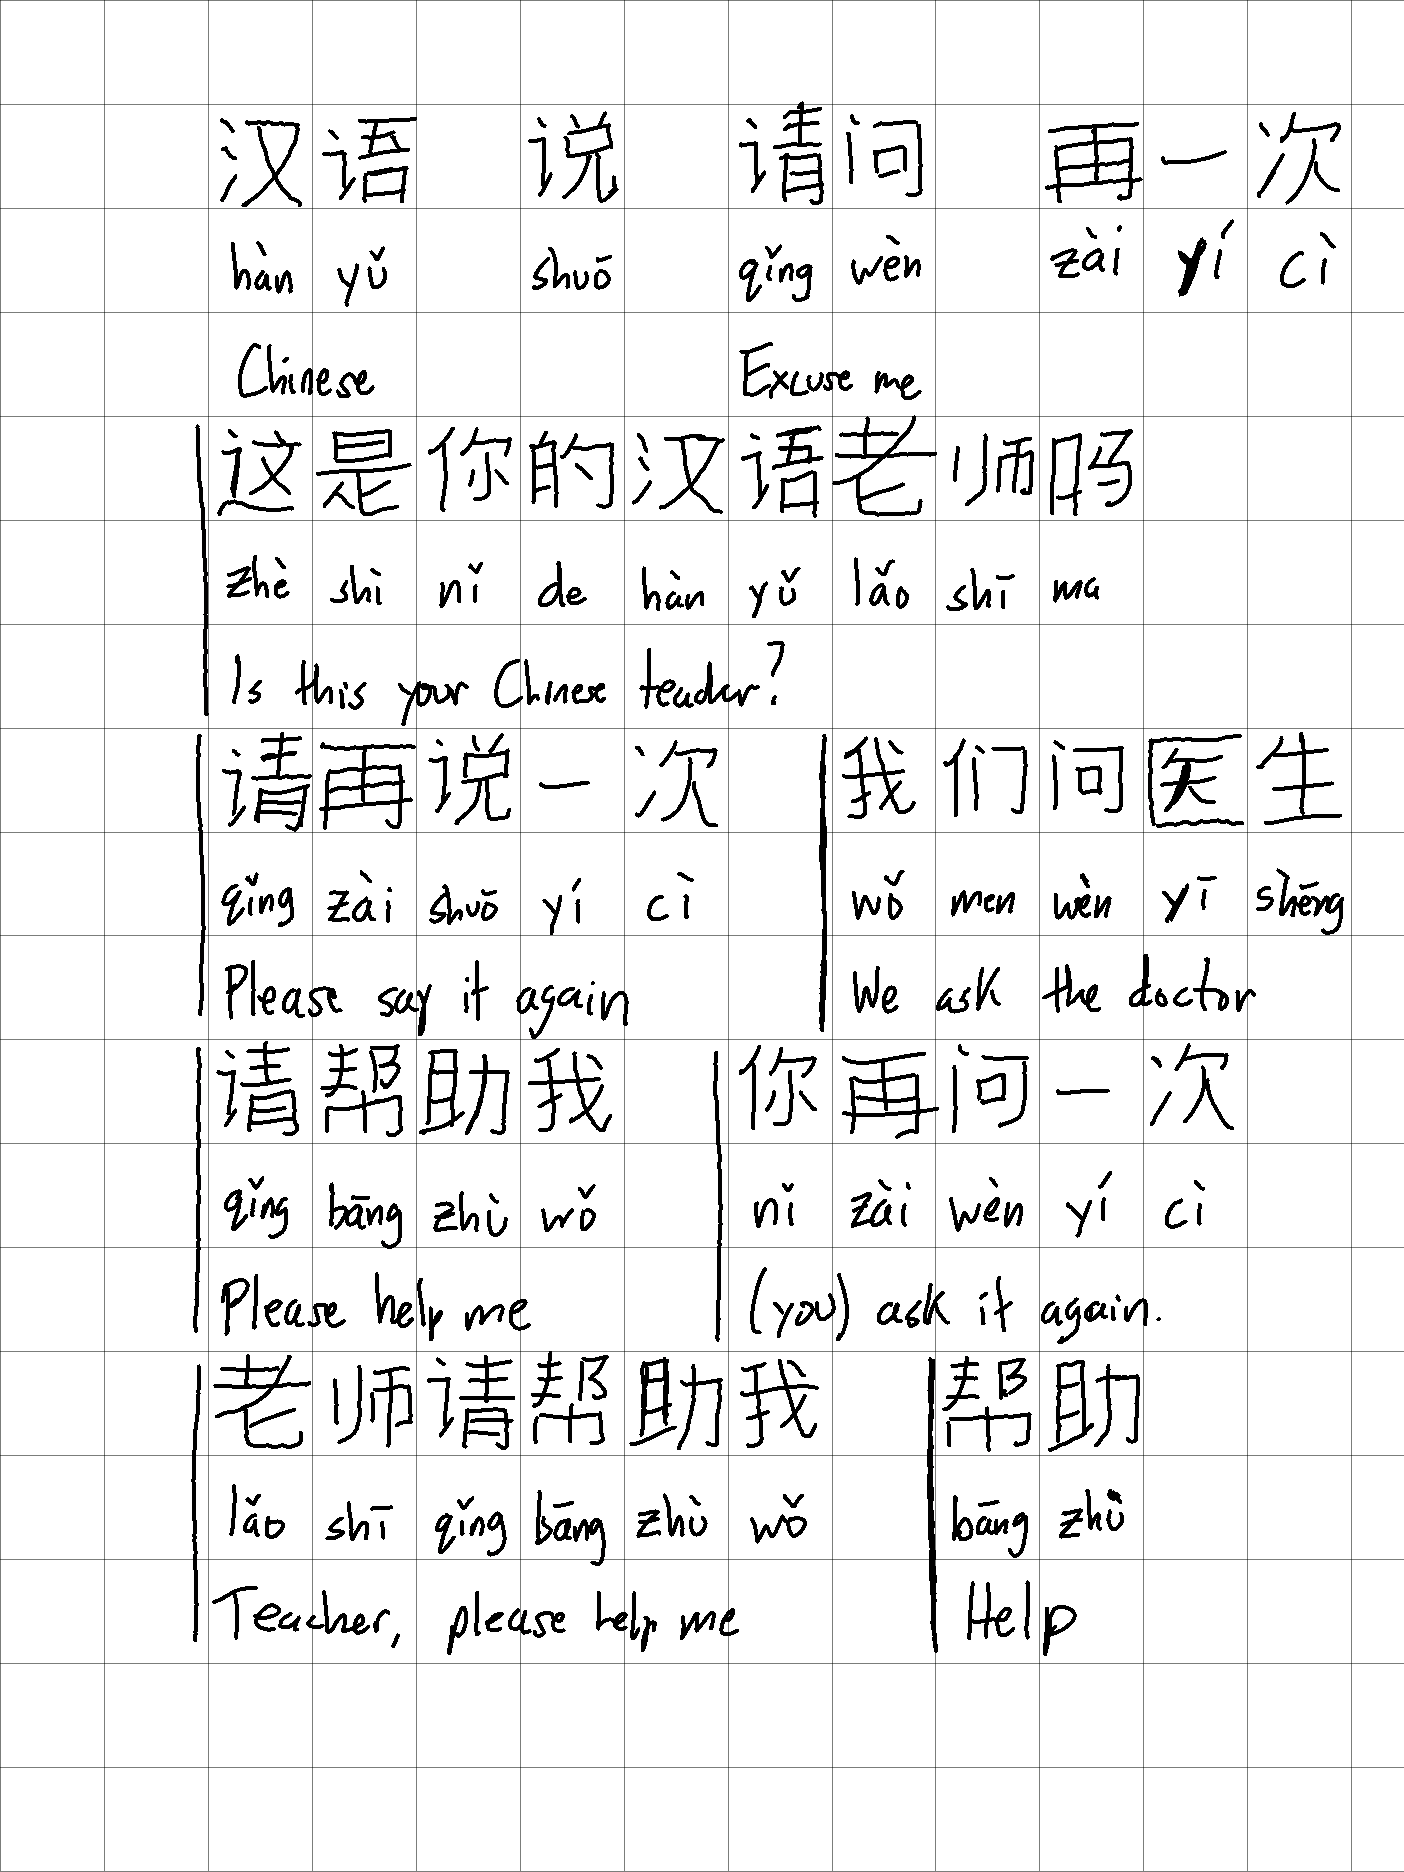 汉语 说 请问 再一次
hàn yǔ shuō qǐng wèn zài yí cì
Chinese Excuse me
这是你的汉语老师吗
zhè shì nǐ de hàn yǔ lǎo shī ma
Is this your Chinese teacher?
请再说一次 我们问医生
qǐng zài shuō yí cì wǒ men wèn yī shēng
Please say it again We ask the doctor
请帮助我 你再问一次
qǐng bāng zhù wǒ nǐ zài wèn yí cì
Please help me (you) ask it again.
老师请帮助我 帮助
lǎo shī qǐng bāng zhù wǒ bāng zhù
Teacher, please help me Help